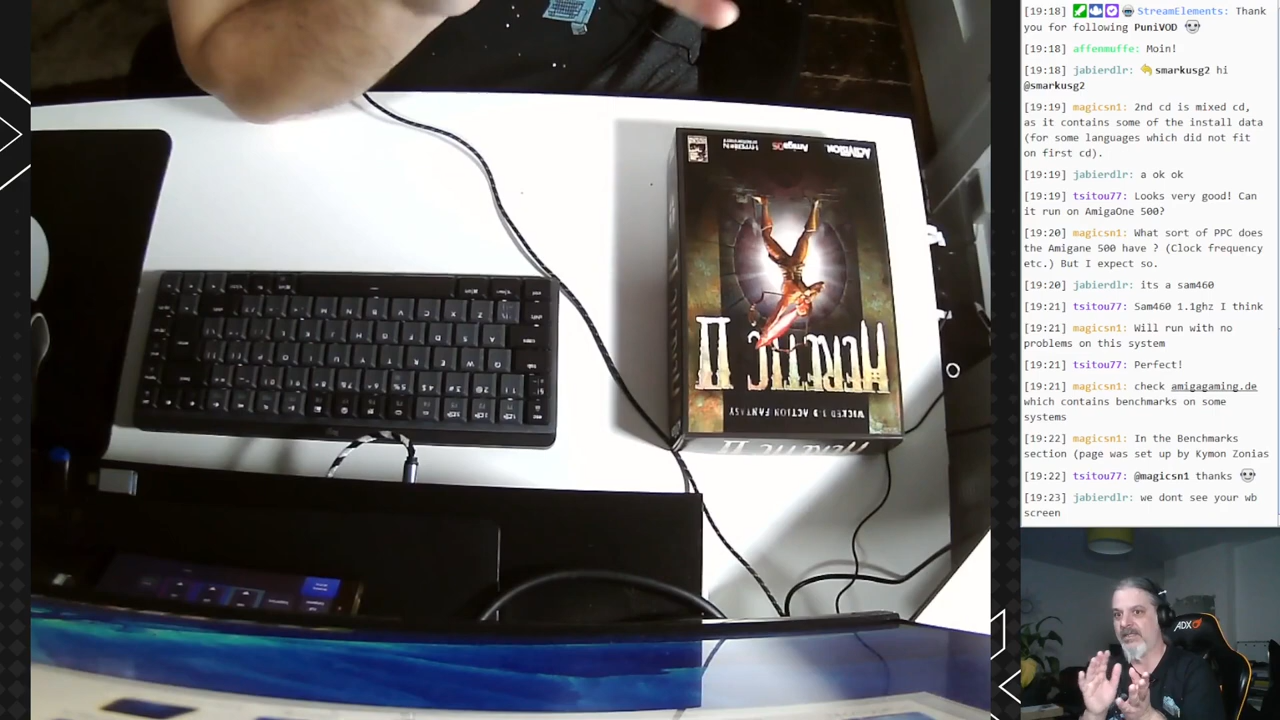 [19:18] StreamElements: Thank
you for following PuniVOD
[19:18] affenmuffe: Moin!
[19:18] jabierdlr: smarkusg2 hi
@smarkusg2
[19:19] magicsn1: 2nd cd is mixed cd,
as it contains some of the install data
(for some languages which did not fit
on first cd).
[19:19] jabierdlr: a ok ok
[19:19] tsitou77: Looks very good! Can
it run on AmigaOne 500?
[19:20] magicsn1: What sort of PPC does
the Amigane 500 have ? (Clock frequency
etc.) But I expect so.
[19:20] jabierdlr: its a sam460
[19:21] tsitou77: Sam460 1.1ghz I think
[19:21] magicsn1: Will run with no
problems on this system
[19:21] tsitou77: Perfect!
[19:21] magicsn1: check amigagaming.de
which contains benchmarks on some
systems
[19:22] magicsn1: In the Benchmarks
section (page was set up by Kymon Zonias
[19:22] tsitou77: @magicsn1 thanks
[19:23] jabierdlr: we dont see your wb
screen
HERETIC II
WICKED 3-D ACTION FANTASY
HERETIC II
ACTIVISION
AmigaOS
ADX